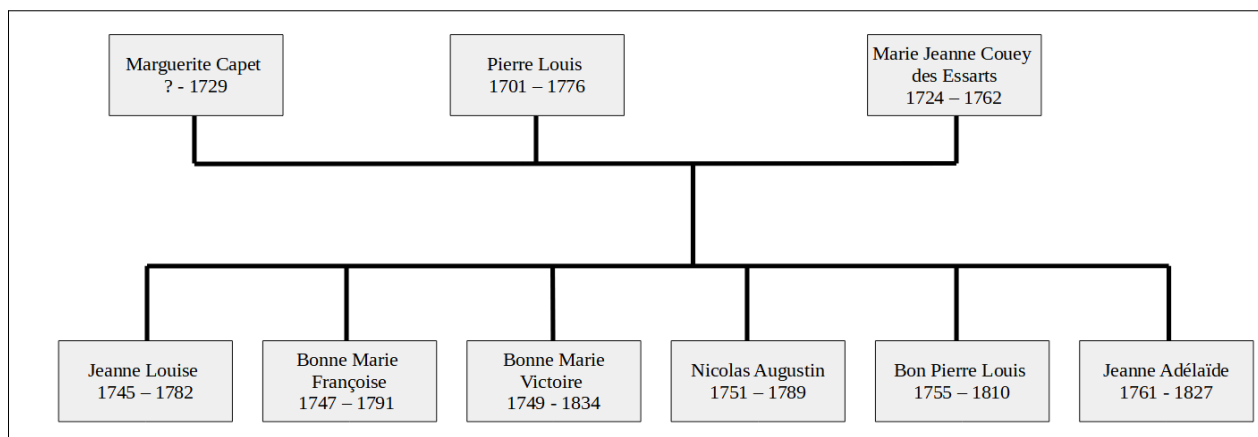 Marguerite Capet
? - 1729
Pierre Louis
1701 – 1776
Marie Jeanne Couey
des Essarts
1724 – 1762
Jeanne Louise
1745 – 1782
Bonne Marie
Françoise
1747 – 1791
Bonne Marie
Victoire
1749 - 1834
Nicolas Augustin
1751 – 1789
Bon Pierre Louis
1755 – 1810
Jeanne Adélaïde
1761 - 1827